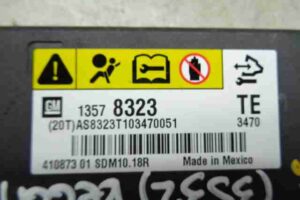 GM 1357 8323 TE
(20T)AS8323T103470051 3470
410873 01 SDM10.18R Made in Mexico